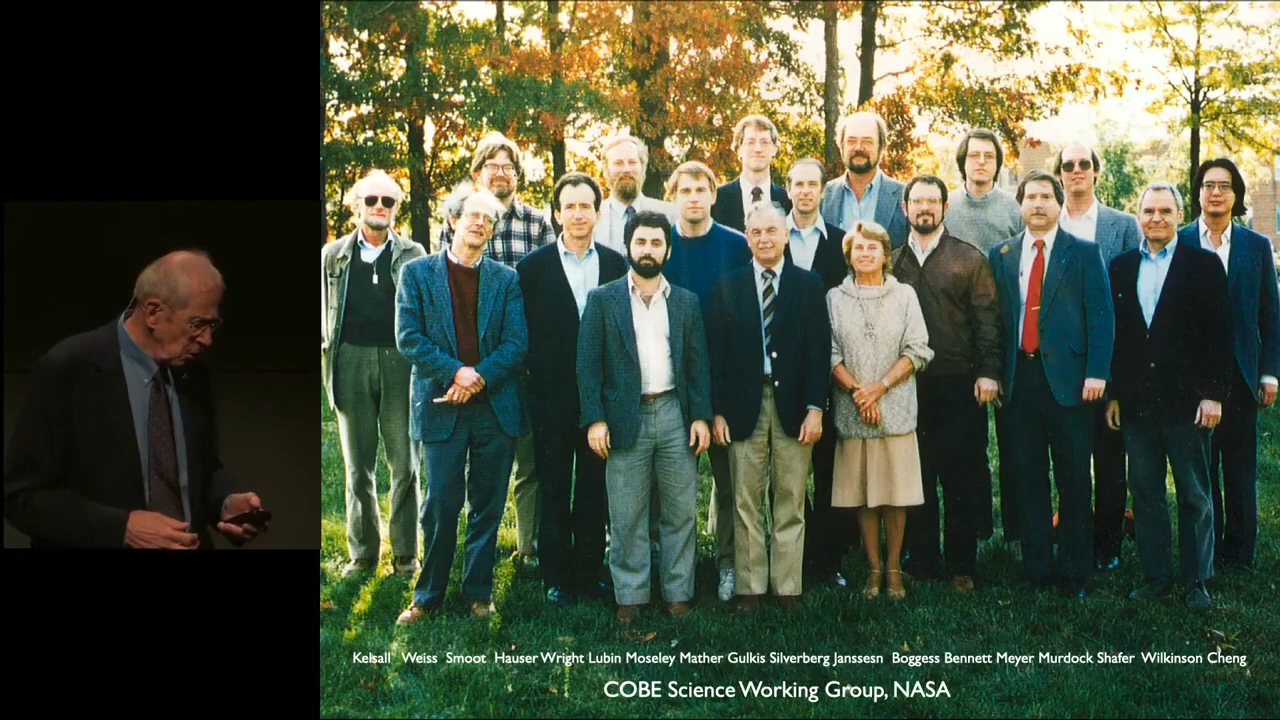 Kelsall Weiss Smoot Hauser Wright Lubin Moseley Mather Gulkis Silverberg Janssesn Boggess Bennett Meyer Murdock Shafer Wilkinson Cheng
COBE Science Working Group, NASA